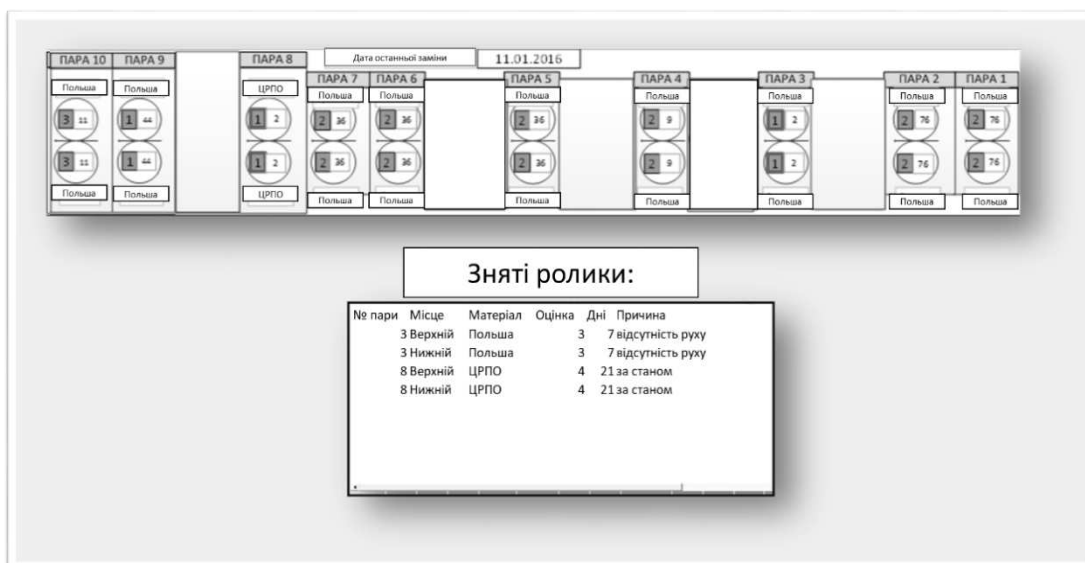 ПАРА 10 ПАРА 9 ПАРА 8 Дата останньої заміни 11.01.2016
ПАРА 7 ПАРА 6 ПАРА 5 ПАРА 4 ПАРА 3 ПАРА 2 ПАРА 1
Польша Польша ЦРПО Польша Польша Польша Польша Польша Польша Польша
3 11 1 44 1 2 2 36 2 36 2 36 2 9 1 2 2 76 2 76
3 11 1 44 1 2 2 36 2 36 2 36 2 9 1 2 2 76 2 76
Польша Польша ЦРПО Польша Польша Польша Польша Польша Польша Польша
Зняті ролики:
№ пари Місце Матеріал Оцінка Дні Причина
3 Верхній Польша 3 7 відсутність руху
3 Нижній Польша 3 7 відсутність руху
8 Верхній ЦРПО 4 21 за станом
8 Нижній ЦРПО 4 21 за станом